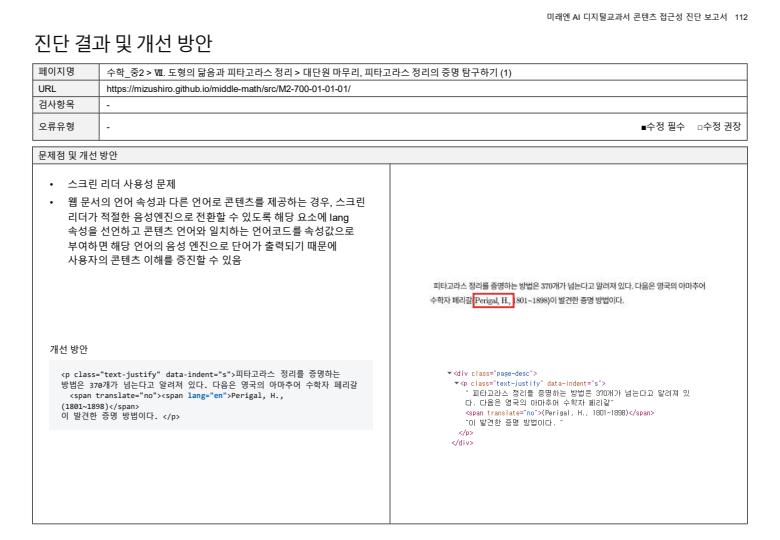 미래엔 AI 디지털교과서 콘텐츠 접근성 진단 보고서 112
진단 결과 및 개선 방안
페이지명 수학_중2 > Ⅶ. 도형의 닮음과 피타고라스 정리 > 대단원 마무리, 피타고라스 정리의 증명 탐구하기 (1)
URL https://mizushiro.github.io/middle-math/src/M2-700-01-01-01/
검사항목 -
오류유형 - ■수정 필수 □수정 권장
문제점 및 개선 방안
• 스크린 리더 사용성 문제
• 웹 문서의 언어 속성과 다른 언어로 콘텐츠를 제공하는 경우, 스크린
리더가 적절한 음성엔진으로 전환할 수 있도록 해당 요소에 lang
속성을 선언하고 콘텐츠 언어와 일치하는 언어코드를 속성값으로
부여하면 해당 언어의 음성 엔진으로 단어가 출력되기 때문에
사용자의 콘텐츠 이해를 증진할 수 있음
개선 방안
<p class="text-justify" data-indent="s">피타고라스 정리를 증명하는
방법은 370개가 넘는다고 알려져 있다. 다음은 영국의 아마추어 수학자 페리갈
<span translate="no"><span lang="en">Perigal, H.,
(1801~1898)</span>
이 발견한 증명 방법이다. </p>
피타고라스 정리를 증명하는 방법은 370개가 넘는다고 알려져 있다. 다음은 영국의 아마추어
수학자 페리갈(Perigal, H., 1801~1898)이 발견한 증명 방법이다.
▼<div class="page-desc">
▼<p class="text-justify" data-indent="s">
" 피타고라스 정리를 증명하는 방법은 370개가 넘는다고 알려져 있
다. 다음은 영국의 아마추어 수학자 페리갈"
<span translate="no">(Perigal, H., 1801~1898)</span>
"이 발견한 증명 방법이다. "
</p>
</div>